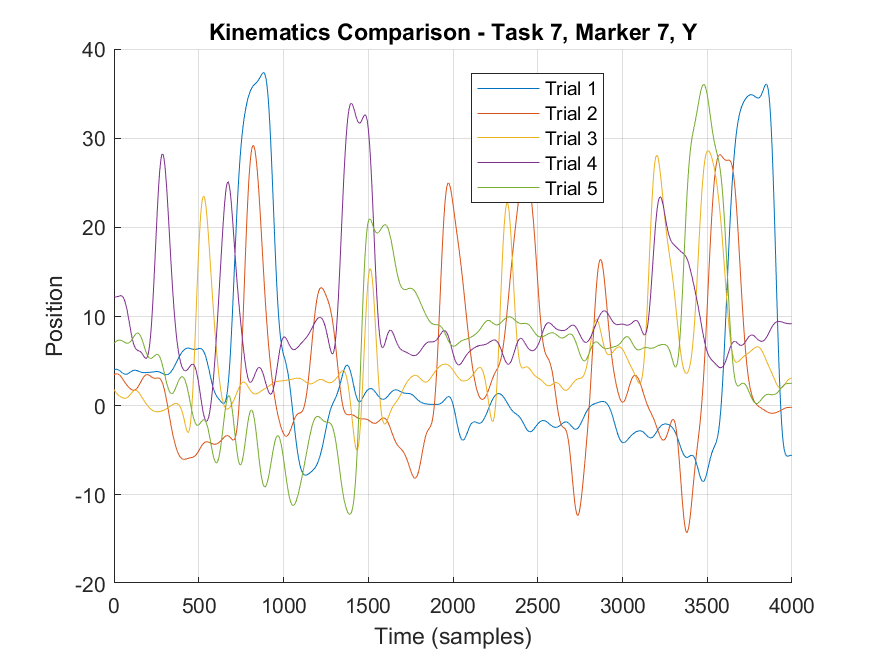 Kinematics Comparison - Task 7, Marker 7, Y
40
30
20
10
0
-10
-20
Position
Trial 1
Trial 2
Trial 3
Trial 4
Trial 5
0 500 1000 1500 2000 2500 3000 3500 4000
Time (samples)